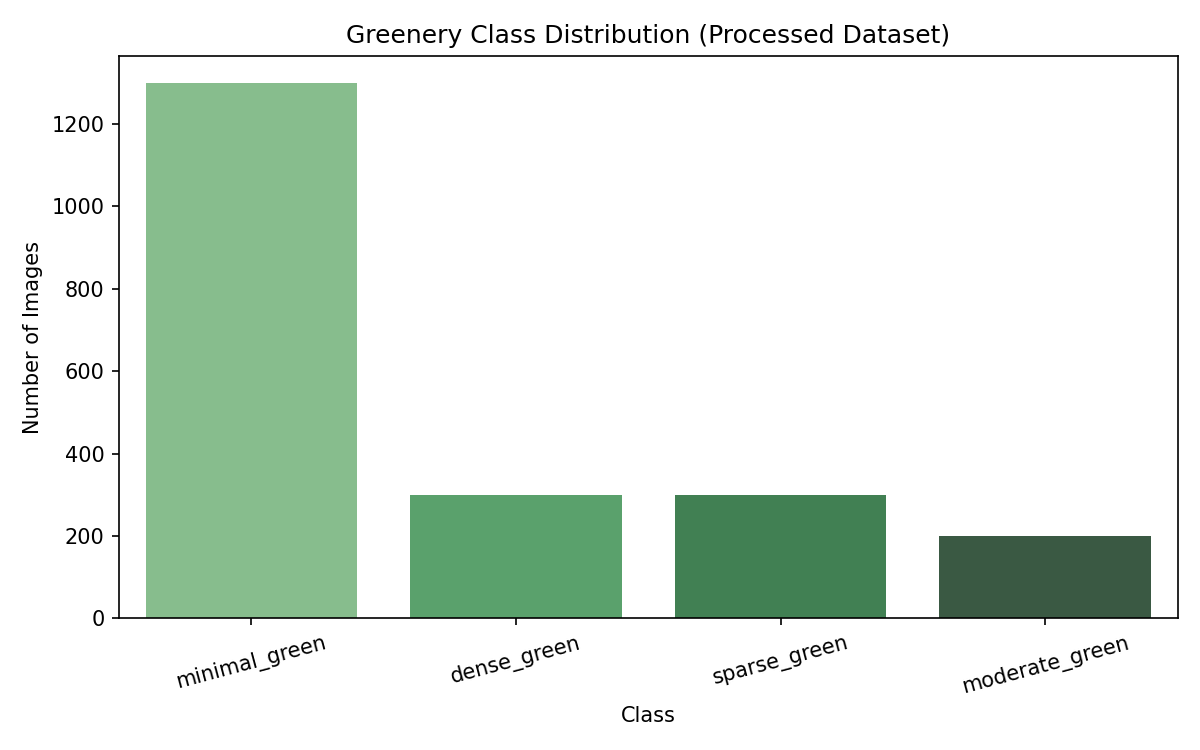 Greenery Class Distribution (Processed Dataset)
1200
1000
800
600
400
200
0
Number of Images
minimal_green
dense_green
sparse_green
moderate_green
Class